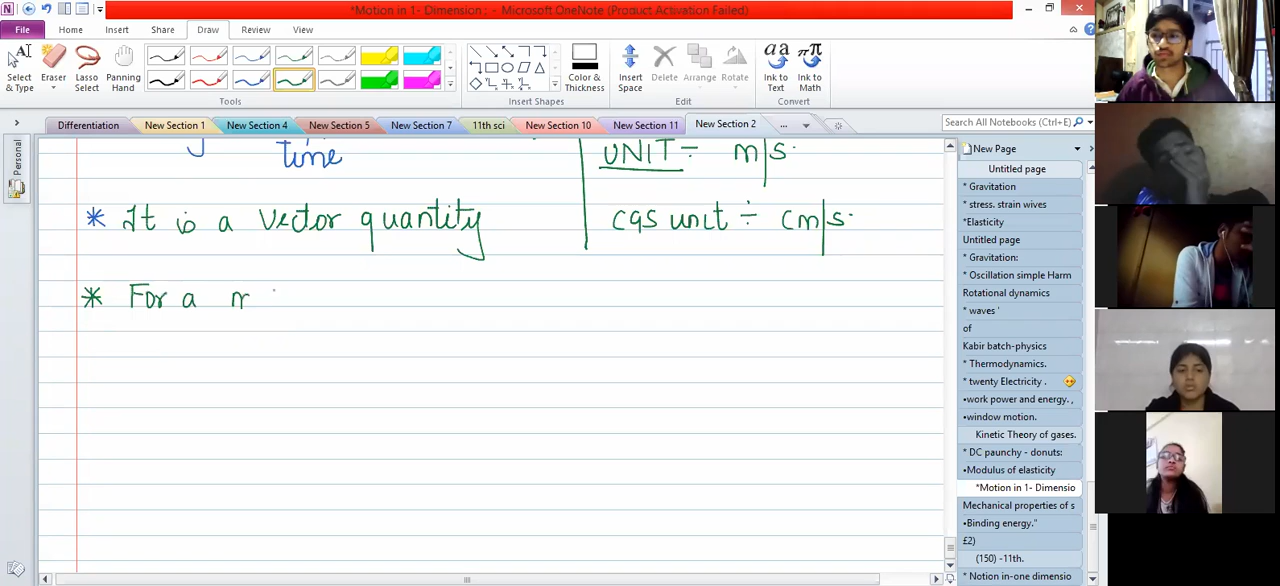 *Motion in 1- Dimension : - Microsoft OneNote (Product Activation Failed)
File Home Insert Share Draw Review View
Select & Type
Eraser
Lasso Select
Panning Hand
Color & Thickness
Insert Space
Delete
Arrange
Rotate
Ink to Text
Ink to Math
Tools Insert Shapes Edit Convert
Differentiation New Section 1 New Section 4 New Section 5 New Section 7 11th sci New Section 10 New Section 11 New Section 2 ...
Search All Notebooks (Ctrl+E)
Personal
time
UNIT ÷ m/s.
* It is a vector quantity
CGS unit ÷ cm/s.
* For a m
New Page
Untitled page
* Gravitation
* stress. strain wives
*Elasticity
Untitled page
* Gravitation:
* Oscillation simple Harm
Rotational dynamics
* waves '
of
Kabir batch-physics
* Thermodynamics.
* twenty Electricity .
•work power and energy. ,
•window motion.
Kinetic Theory of gases.
* DC paunchy - donuts:
•Modulus of elasticity
*Motion in 1- Dimensio
Mechanical properties of s
•Binding energy."
£2)
(150) -11th.
* Notion in-one dimensio